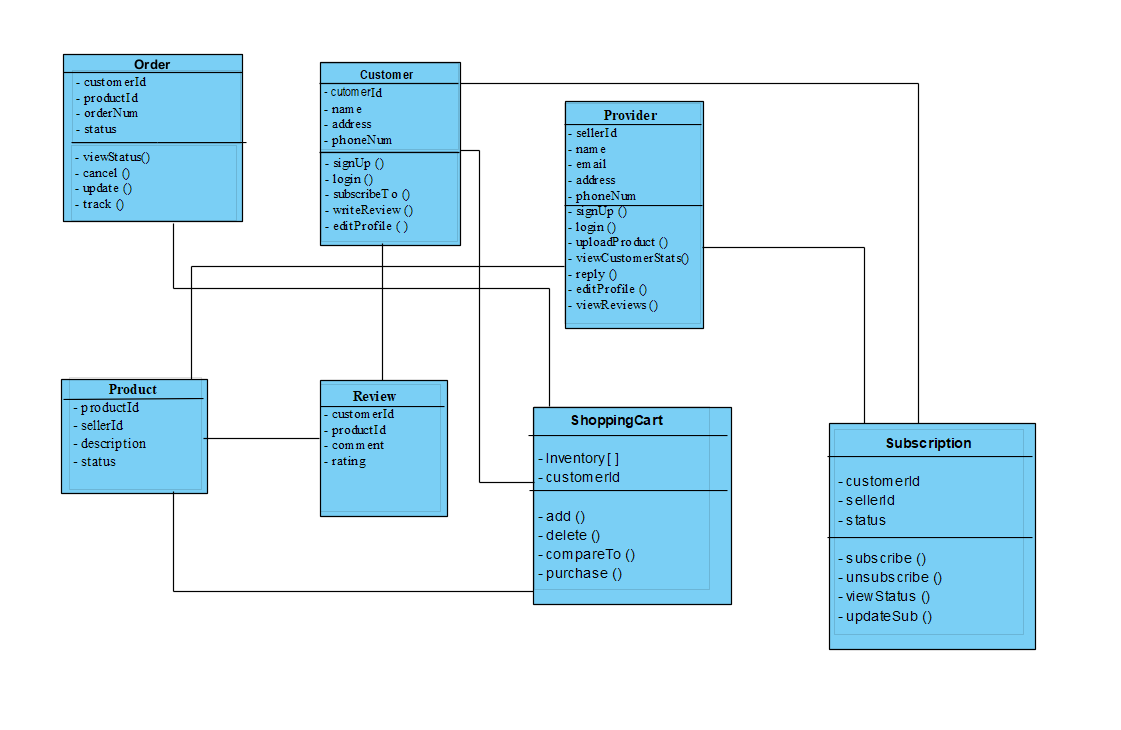 Order
- customerId
- productId
- orderNum
- status
- viewStatus()
- cancel ()
- update ()
- track ()
Customer
- cutomerId
- name
- address
- phoneNum
- signUp ()
- login ()
- subscribeTo ()
- writeReview ()
- editProfile ( )
Provider
- sellerId
- name
- email
- address
- phoneNum
- signUp ()
- login ()
- uploadProduct ()
- viewCustomerStats()
- reply ()
- editProfile ()
- viewReviews ()
Product
- productId
- sellerId
- description
- status
Review
- customerId
- productId
- comment
- rating
ShoppingCart
- Inventory [ ]
- customerId
- add ()
- delete ()
- compareTo ()
- purchase ()
Subscription
- customerId
- sellerId
- status
- subscribe ()
- unsubscribe ()
- viewStatus ()
- updateSub ()